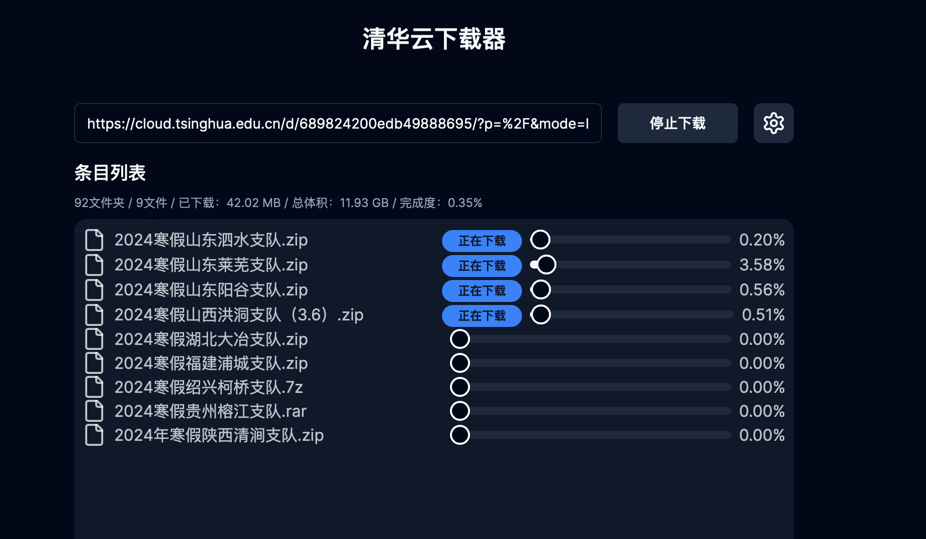 清华云下载器
https://cloud.tsinghua.edu.cn/d/689824200edb49888695/?p=%2F&mode=l
停止下载
条目列表
92文件夹 / 9文件 / 已下载：42.02 MB / 总体积：11.93 GB / 完成度：0.35%
2024寒假山东泗水支队.zip 正在下载 0.20%
2024寒假山东莱芜支队.zip 正在下载 3.58%
2024寒假山东阳谷支队.zip 正在下载 0.56%
2024寒假山西洪洞支队（3.6）.zip 正在下载 0.51%
2024寒假湖北大冶支队.zip 0.00%
2024寒假福建浦城支队.zip 0.00%
2024寒假绍兴柯桥支队.7z 0.00%
2024寒假贵州榕江支队.rar 0.00%
2024年寒假陕西清涧支队.zip 0.00%